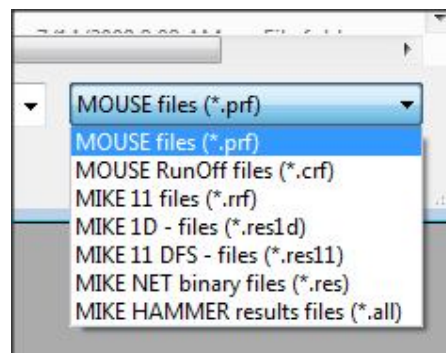 MOUSE files (*.prf)
MOUSE files (*.prf)
MOUSE RunOff files (*.crf)
MIKE 11 files (*.rrf)
MIKE 1D - files (*.res1d)
MIKE 11 DFS - files (*.res11)
MIKE NET binary files (*.res)
MIKE HAMMER results files (*.all)